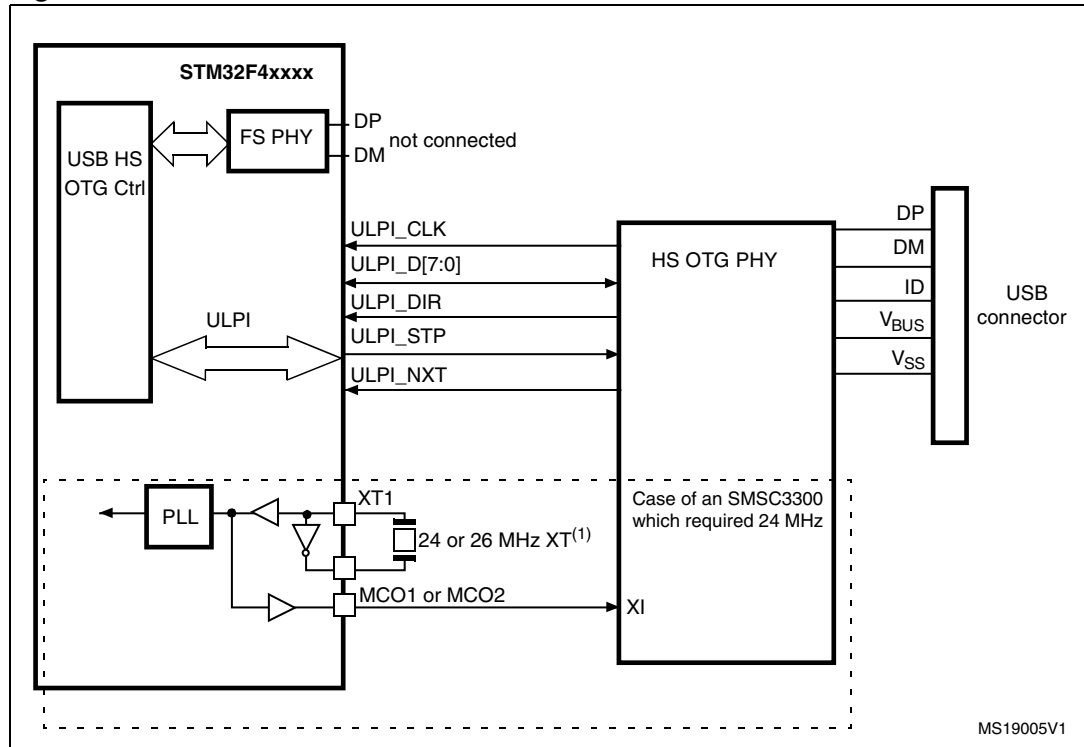 STM32F4xxxx
USB HS
OTG Ctrl
FS PHY
DP
DM
not connected
ULPI
ULPI_CLK
ULPI_D[7:0]
ULPI_DIR
ULPI_STP
ULPI_NXT
HS OTG PHY
DP
DM
ID
VBUS
VSS
USB
connector
PLL
XT1
24 or 26 MHz XT(1)
MCO1 or MCO2
Case of an SMSC3300
which required 24 MHz
XI
MS19005V1